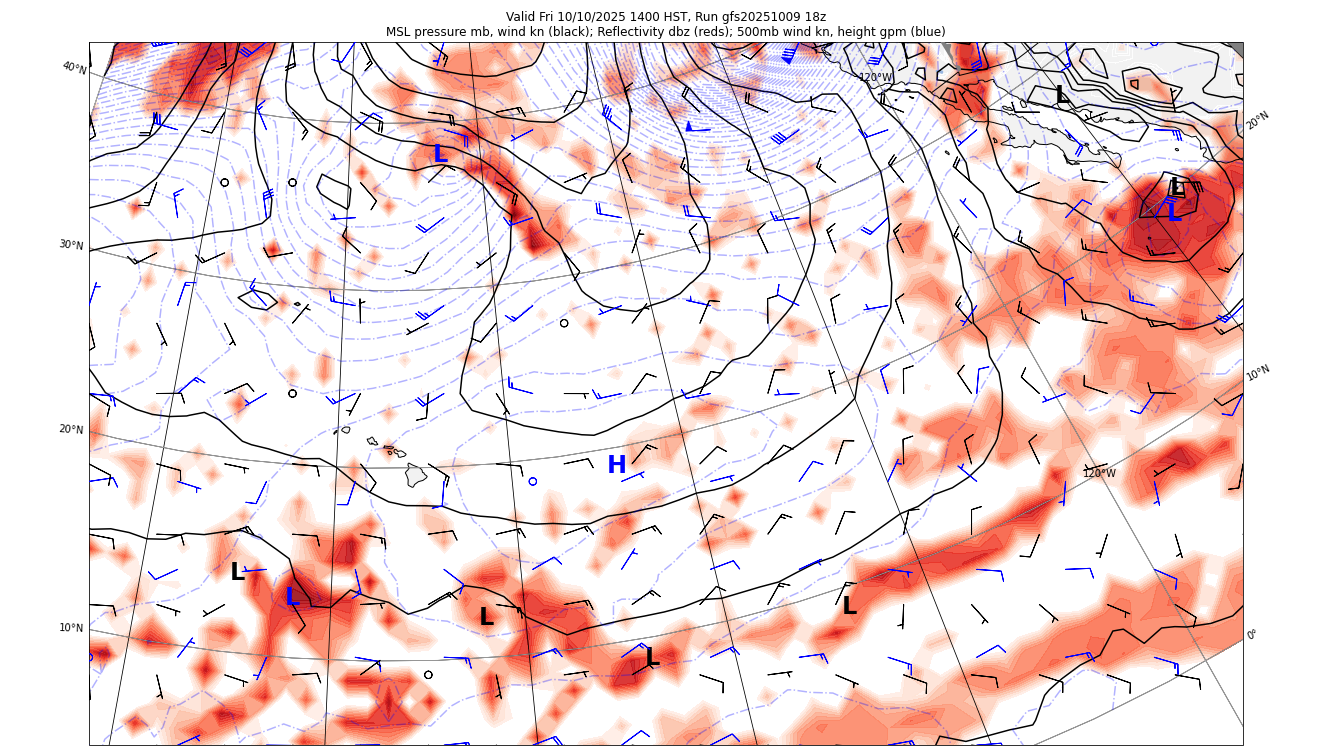 Valid Fri 10/10/2025 1400 HST, Run gfs20251009 18z
MSL pressure mb, wind kn (black); Reflectivity dbz (reds); 500mb wind kn, height gpm (blue)
40°N
120°W
0°
L
20°N
L
L
L
30°N
10°N
20°N
H
120°W
L
L
L
L
10°N
L
0°